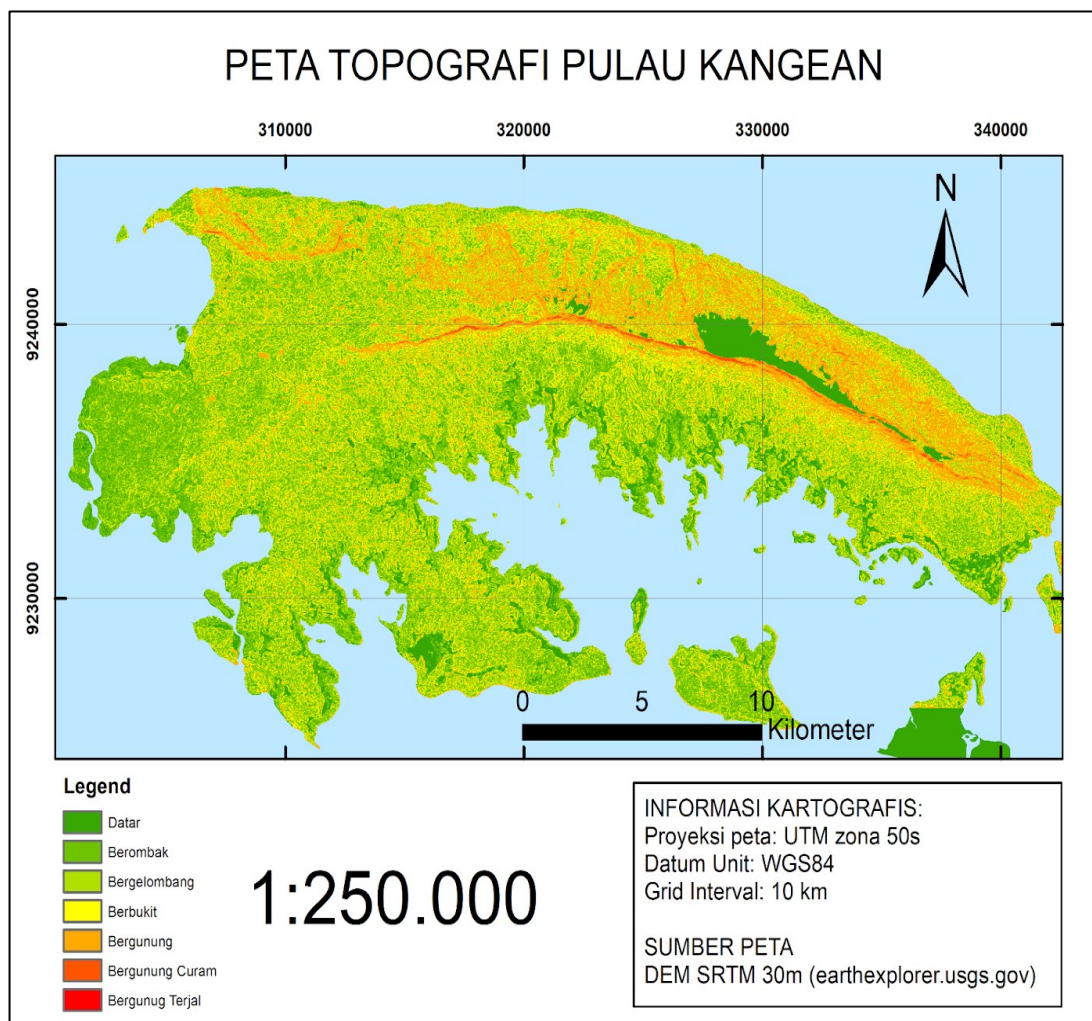 PETA TOPOGRAFI PULAU KANGEAN
310000 320000 330000 340000
N
9240000
9230000
0 5 10
Kilometer
Legend
Datar
Berombak
Bergelombang
Berbukit
Bergunung
Bergunung Curam
Bergunug Terjal
1:250.000
INFORMASI KARTOGRAFIS:
Proyeksi peta: UTM zona 50s
Datum Unit: WGS84
Grid Interval: 10 km
SUMBER PETA
DEM SRTM 30m (earthexplorer.usgs.gov)